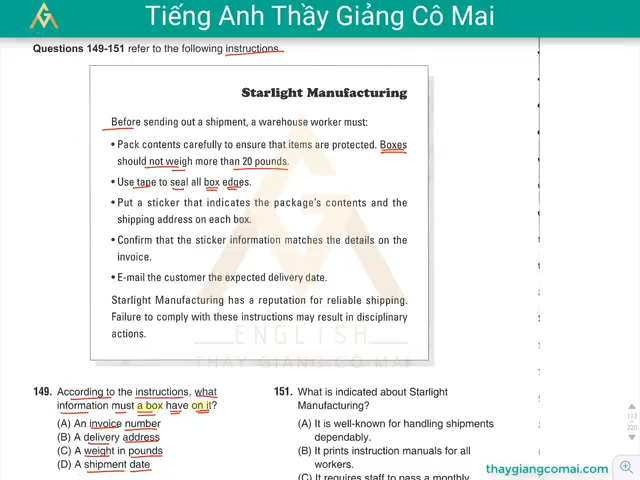 Tiếng Anh Thầy Giảng Cô Mai
Questions 149-151 refer to the following instructions.
Starlight Manufacturing
Before sending out a shipment, a warehouse worker must:
• Pack contents carefully to ensure that items are protected. Boxes
should not weigh more than 20 pounds.
• Use tape to seal all box edges.
• Put a sticker that indicates the package's contents and the
shipping address on each box.
• Confirm that the sticker information matches the details on the
invoice.
• E-mail the customer the expected delivery date.
Starlight Manufacturing has a reputation for reliable shipping.
Failure to comply with these instructions may result in disciplinary
actions.
ENGLISH
THẦY GIẢNG CÔ MAI
149. According to the instructions, what
information must a box have on it?
(A) An invoice number
(B) A delivery address
(C) A weight in pounds
(D) A shipment date
151. What is indicated about Starlight
Manufacturing?
(A) It is well-known for handling shipments
dependably.
(B) It prints instruction manuals for all
workers.
(C) It requires staff to pass a monthly
113
220
thaygiangcomai.com